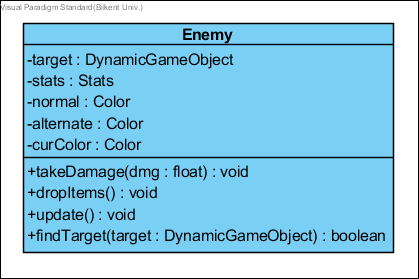 Visual Paradigm Standard(Bilkent Univ.)
Enemy
-target : DynamicGameObject
-stats : Stats
-normal : Color
-alternate : Color
-curColor : Color
+takeDamage(dmg : float) : void
+dropItems() : void
+update() : void
+findTarget(target : DynamicGameObject) : boolean